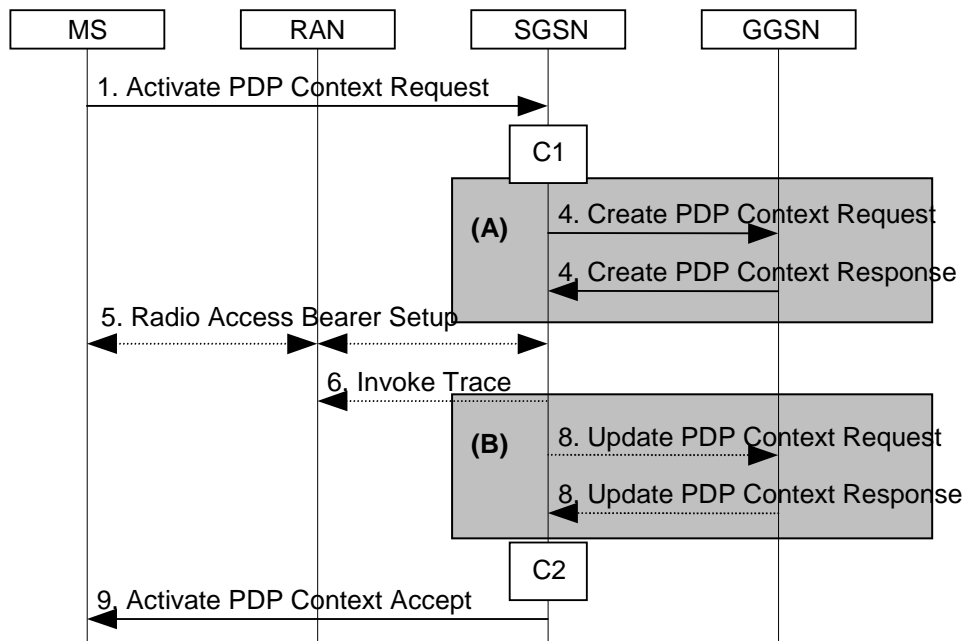 MS
RAN
SGSN
GGSN
1. Activate PDP Context Request
C1
(A)
4. Create PDP Context Request
4. Create PDP Context Response
5. Radio Access Bearer Setup
6. Invoke Trace
(B)
8. Update PDP Context Request
8. Update PDP Context Response
C2
9. Activate PDP Context Accept